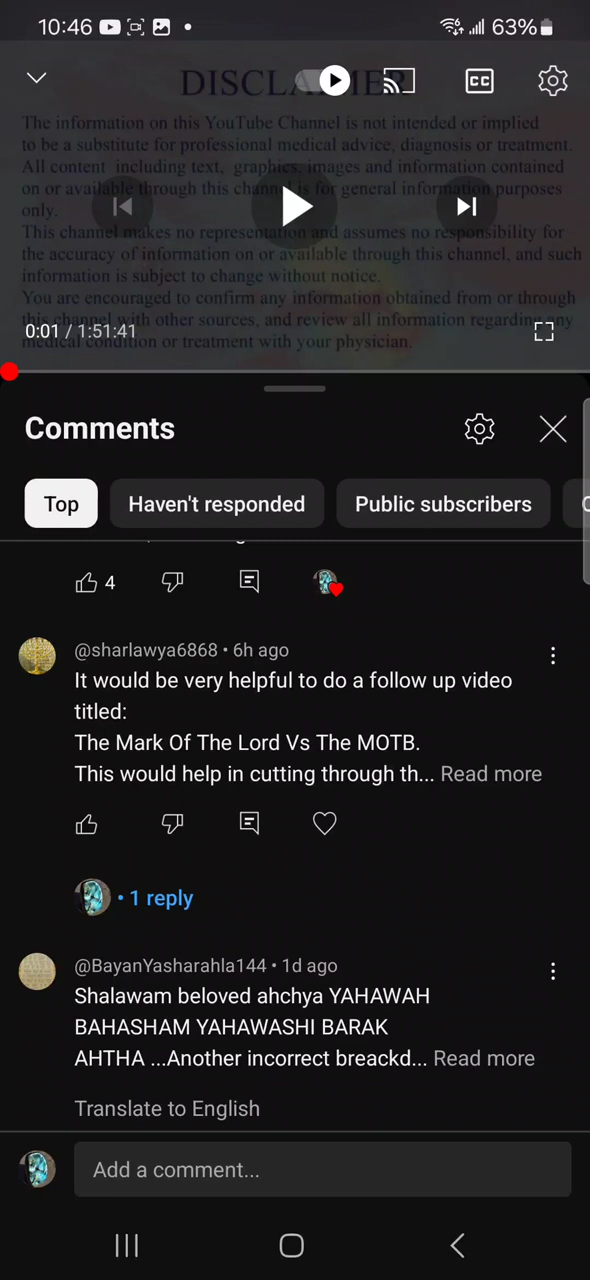 10:46
63%
DISCLAIMER
The information on this YouTube Channel is not intended or implied
to be a substitute for professional medical advice, diagnosis or treatment.
All content including text, graphics, images and information contained
on or available through this channel is for general information purposes
only.
This channel makes no representation and assumes no responsibility for
the accuracy of information on or available through this channel, and such
information is subject to change without notice.
You are encouraged to confirm any information obtained from or through
this channel with other sources, and review all information regarding any
medical condition or treatment with your physician.
CC
0:01 / 1:51:41
Comments
Top
Haven't responded
Public subscribers
4
@sharlawya6868 • 6h ago
It would be very helpful to do a follow up video
titled:
The Mark Of The Lord Vs The MOTB.
This would help in cutting through th... Read more
• 1 reply
@BayanYasharahla144 • 1d ago
Shalawam beloved ahchya YAHAWAH
BAHASHAM YAHAWASHI BARAK
AHTHA ...Another incorrect breackd... Read more
Translate to English
Add a comment...